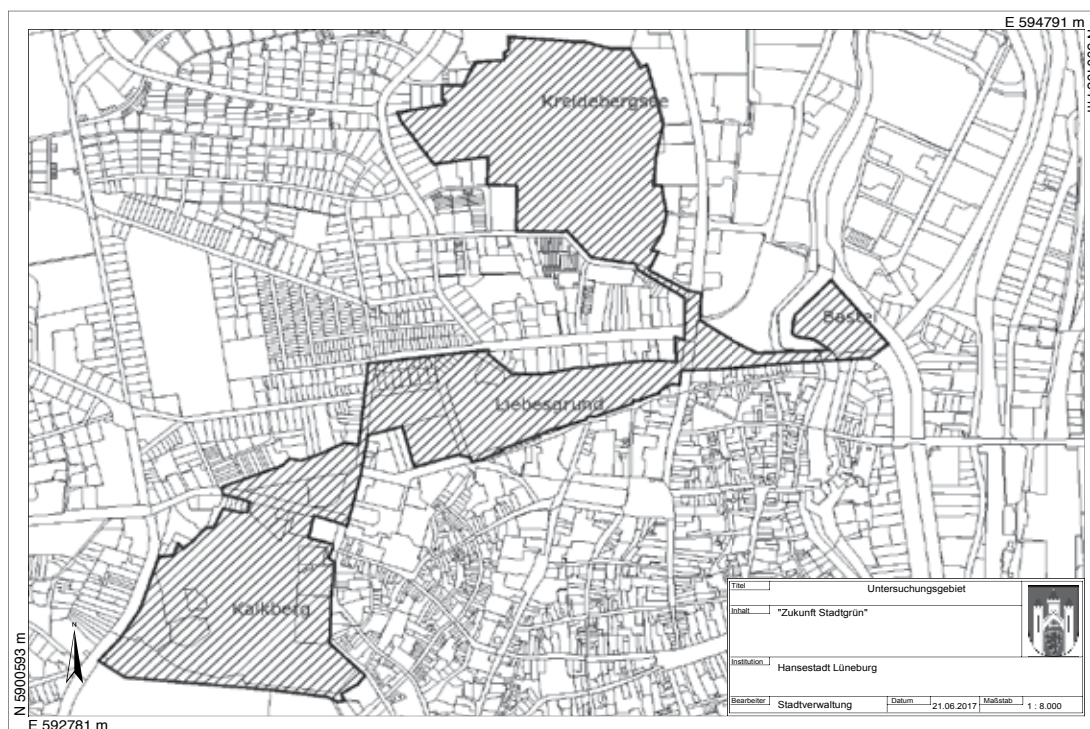 E 594791 m
Kreidebergsee
Liebesgrund
Kalkberg
N
N 5900593 m
E 592781 m
Titel
Untersuchungsgebiet
Inhalt
"Zukunft Stadtgrün"
Institution
Hansestadt Lüneburg
Bearbeiter
Stadtverwaltung
Datum
21.06.2017
Maßstab
1 : 8.000